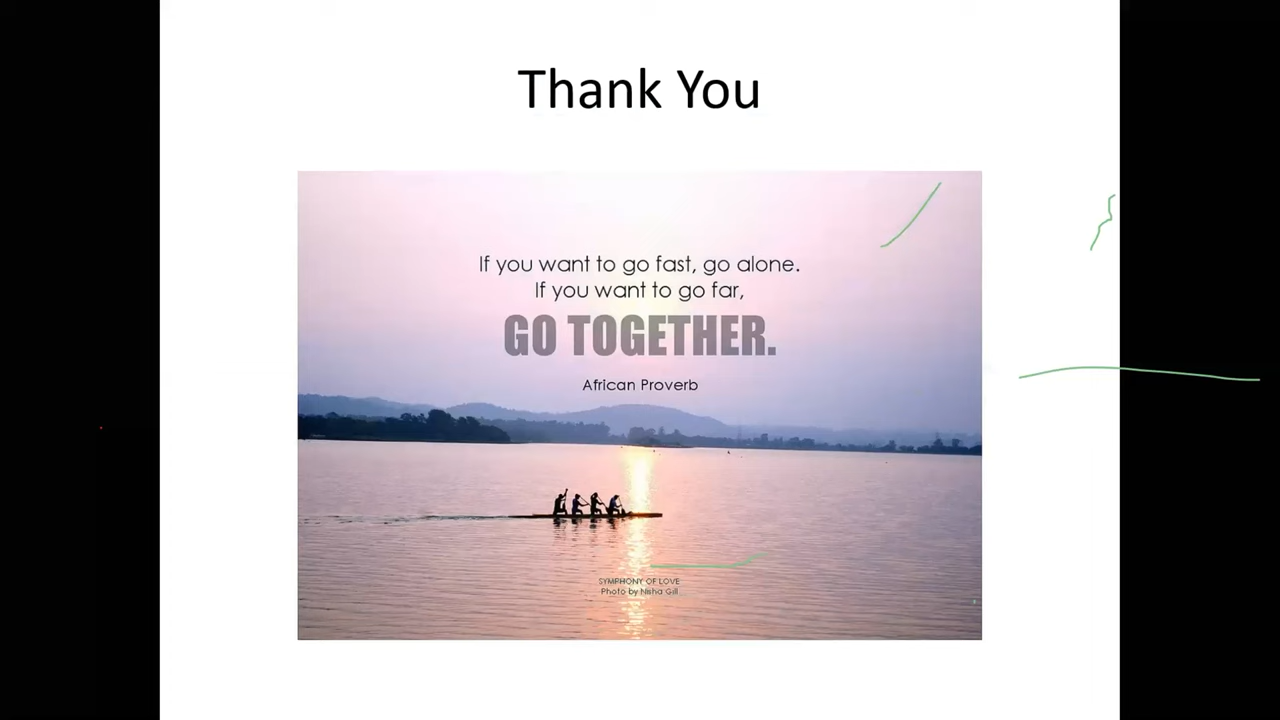 Thank You
If you want to go fast, go alone.
If you want to go far,
GO TOGETHER.
African Proverb
SYMPHONY OF LOVE
Photo by Nisha Gill